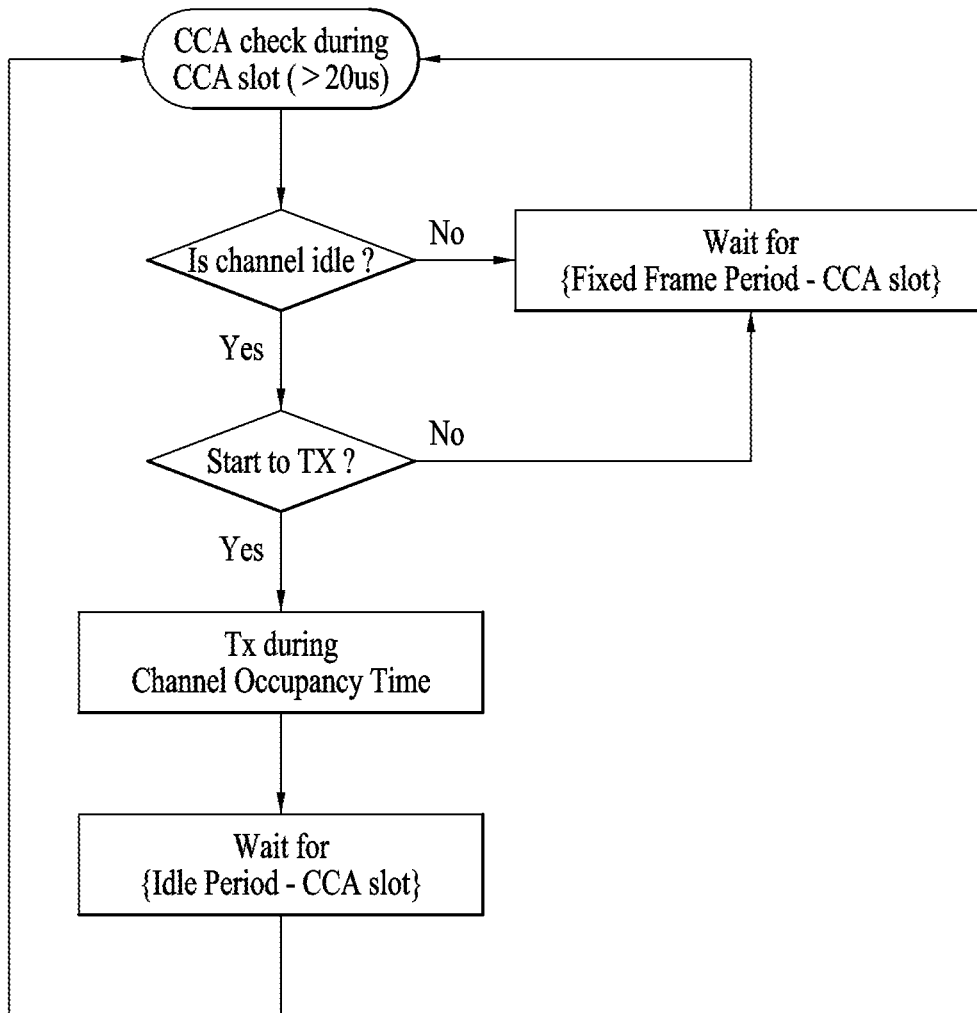 CCA check during
CCA slot ( > 20us)
Is channel idle ?
No
Wait for
{Fixed Frame Period - CCA slot}
Yes
Start to TX ?
No
Yes
Tx during
Channel Occupancy Time
Wait for
{Idle Period - CCA slot}